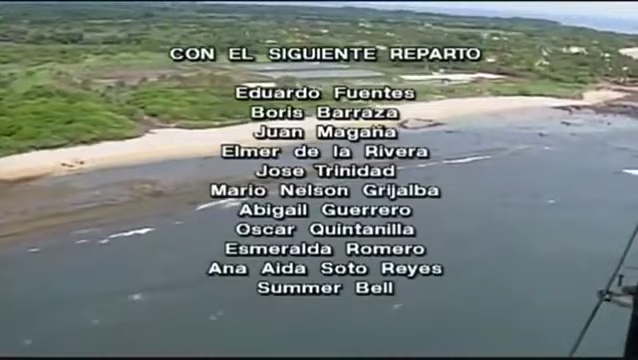 CON EL SIGUIENTE REPARTO
Eduardo Fuentes
Boris Barraza
Juan Magaña
Elmer de la Rivera
Jose Trinidad
Mario Nelson Grijalba
Abigail Guerrero
Oscar Quintanilla
Esmeralda Romero
Ana Aida Soto Reyes
Summer Bell